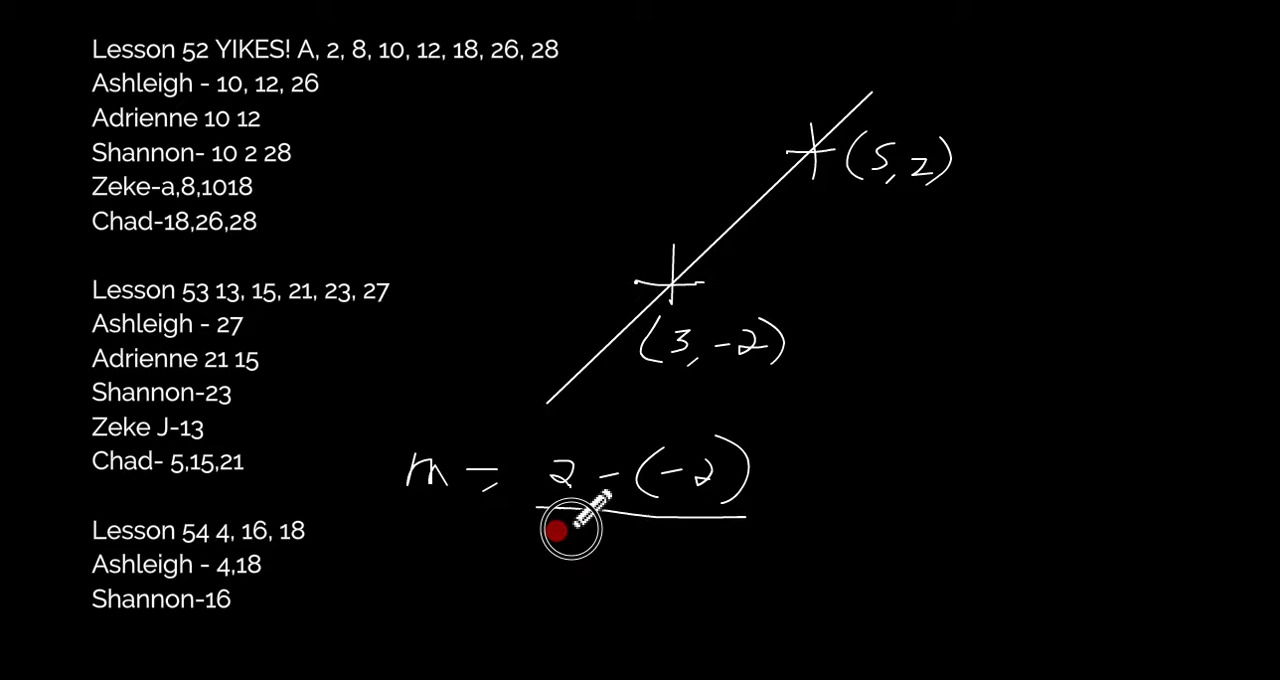 Lesson 52 YIKES! A, 2, 8, 10, 12, 18, 26, 28
Ashleigh - 10, 12, 26
Adrienne 10 12
Shannon- 10 2 28
Zeke-a,8,1018
Chad-18,26,28
Lesson 53 13, 15, 21, 23, 27
Ashleigh - 27
Adrienne 21 15
Shannon-23
Zeke J-13
Chad- 5,15,21
Lesson 54 4, 16, 18
Ashleigh - 4,18
Shannon-16
(5, 2)
(3, -2)
m = 2 - (-2)